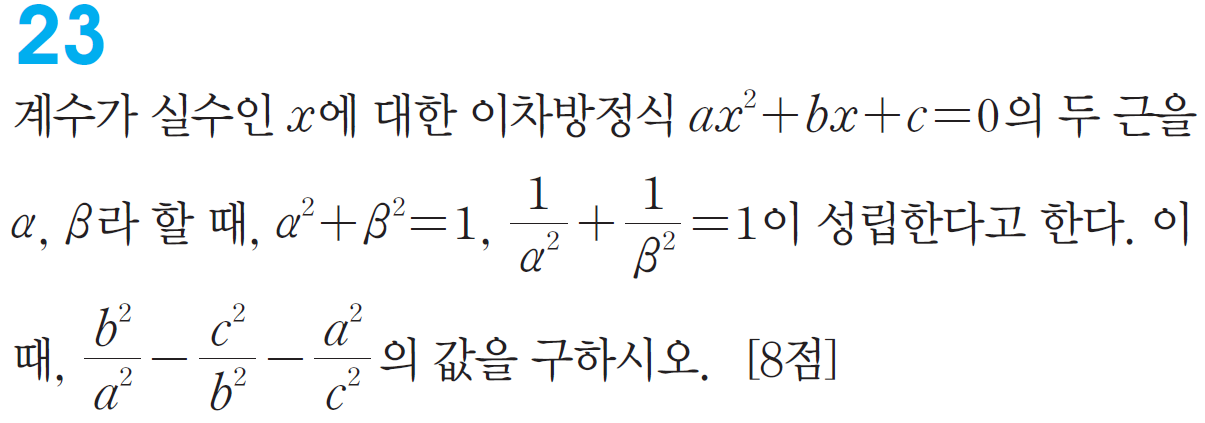 23
계수가 실수인 x에 대한 이차방정식 ax²+bx+c=0의 두 근을
α, β라 할 때, α²+β²=1, 1/α²+1/β²=1이 성립한다고 한다. 이
때, b²/a²-c²/b²-a²/c²의 값을 구하시오. [8점]